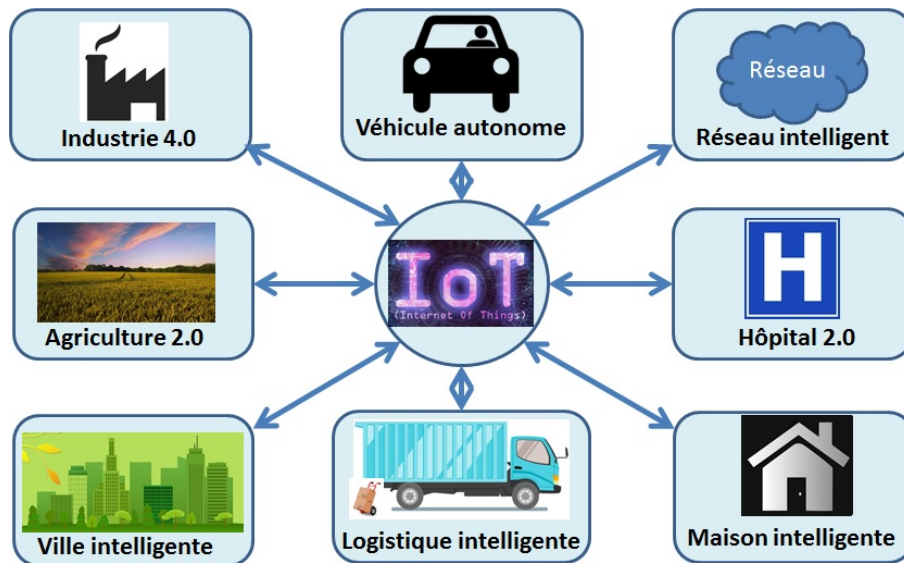 Industrie 4.0
Véhicule autonome
Réseau
Réseau intelligent
Agriculture 2.0
IoT
(Internet Of Things)
H
Hôpital 2.0
Ville intelligente
Logistique intelligente
Maison intelligente